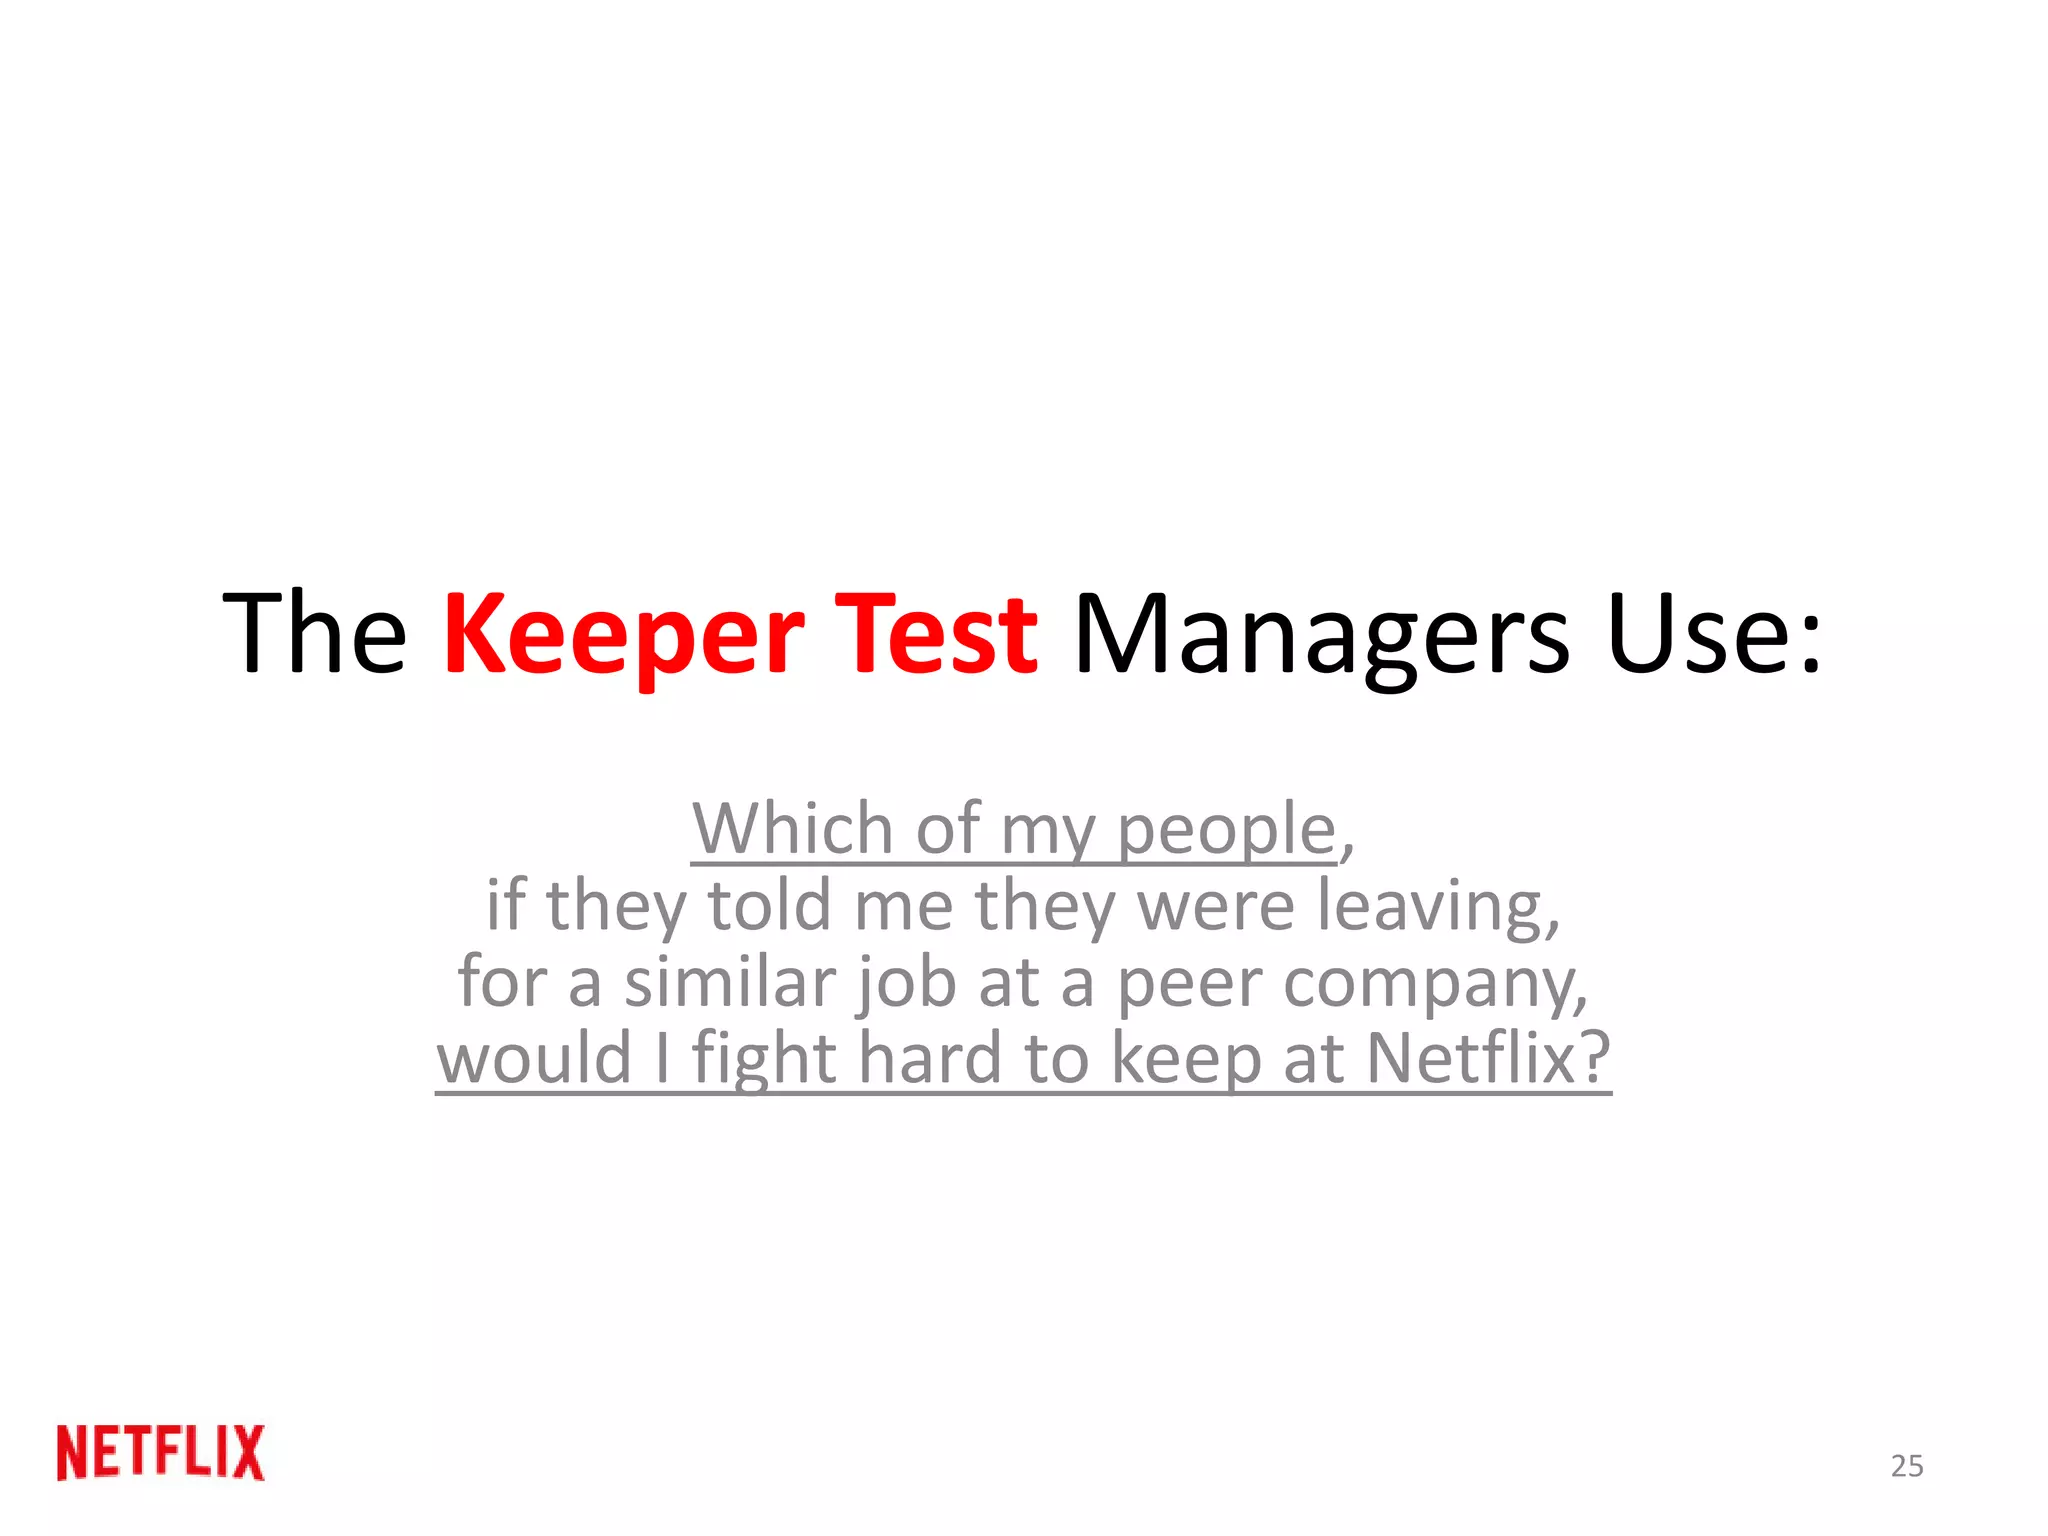 The Keeper Test Managers Use:
Which of my people,
if they told me they were leaving,
for a similar job at a peer company,
would I fight hard to keep at Netflix?
NETFLIX
25